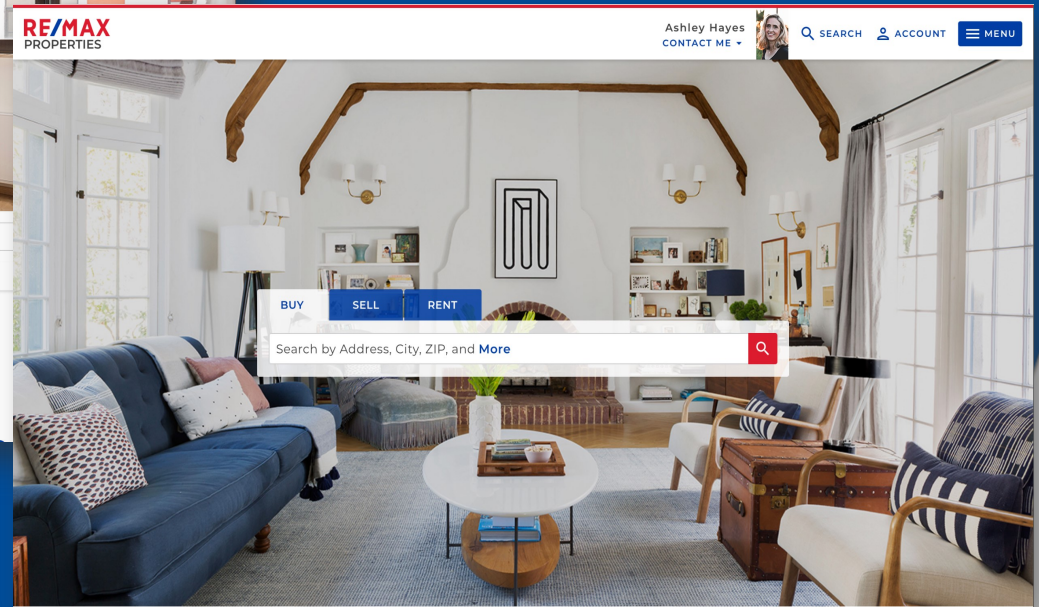 RE/MAX
PROPERTIES
Ashley Hayes
CONTACT ME
SEARCH
ACCOUNT
MENU
BUY
SELL
RENT
Search by Address, City, ZIP, and More